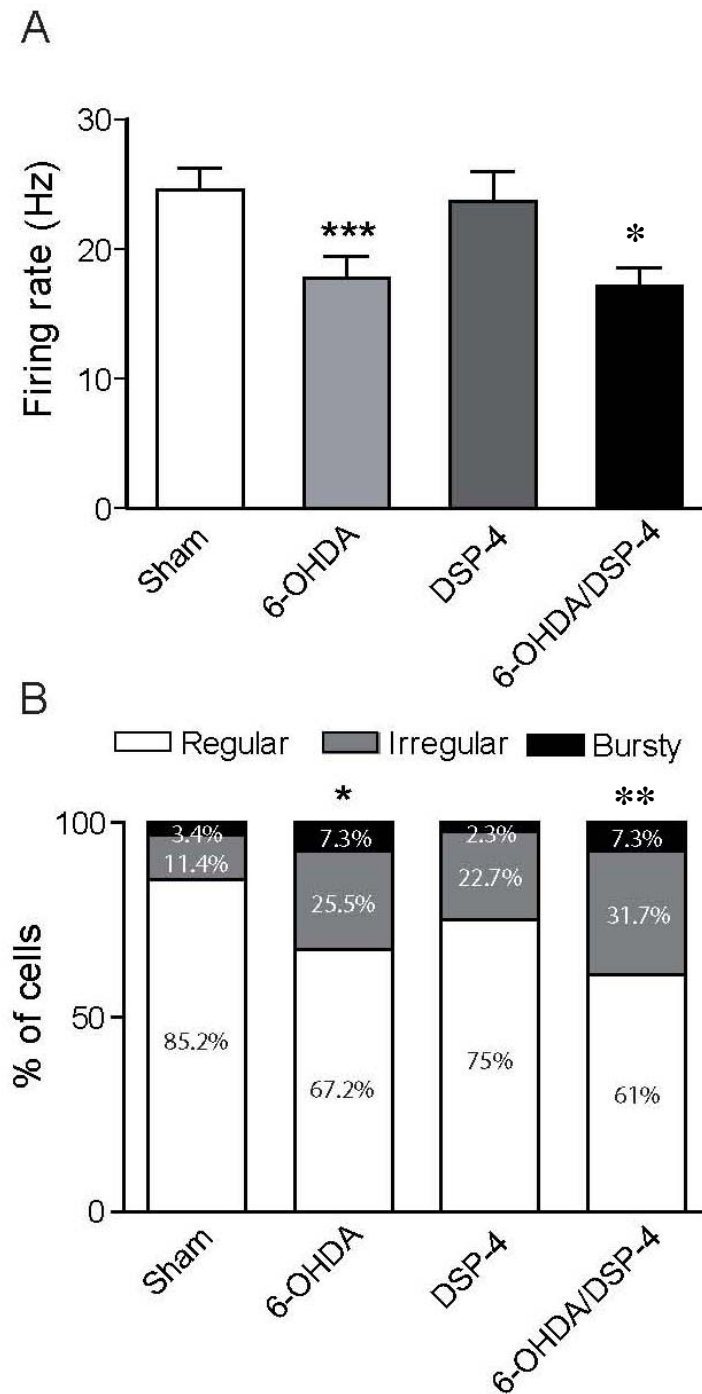 A
Firing rate (Hz)
30
20
10
0
***
*
Sham
6-OHDA
DSP-4
6-OHDA/DSP-4
B
Regular
Irregular
Bursty
% of cells
100
50
0
*
**
3.4%
11.4%
85.2%
7.3%
25.5%
67.2%
2.3%
22.7%
75%
7.3%
31.7%
61%
Sham
6-OHDA
DSP-4
6-OHDA/DSP-4